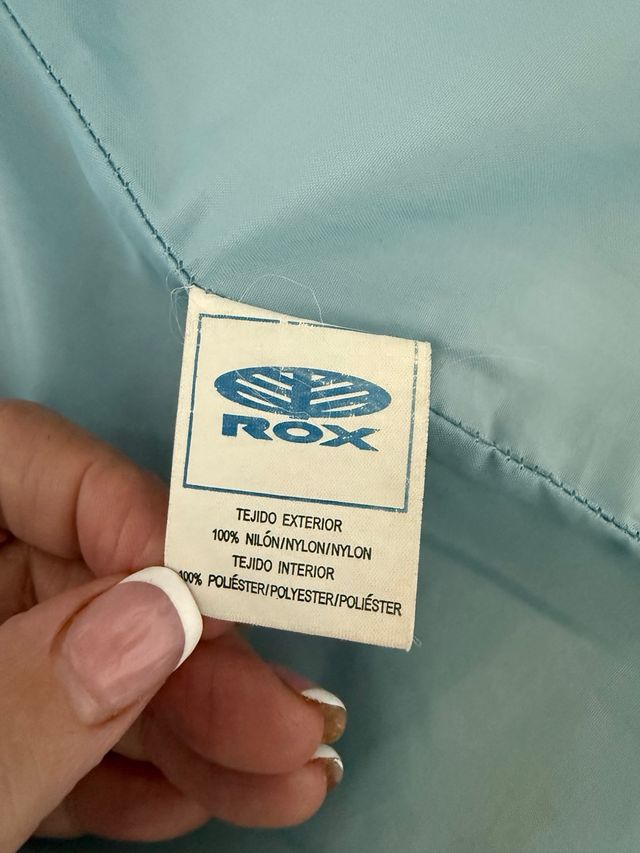 ROX
TEJIDO EXTERIOR
100% NILÓN/NYLON/NYLON
TEJIDO INTERIOR
100% POLIÉSTER/POLYESTER/POLIÉSTER